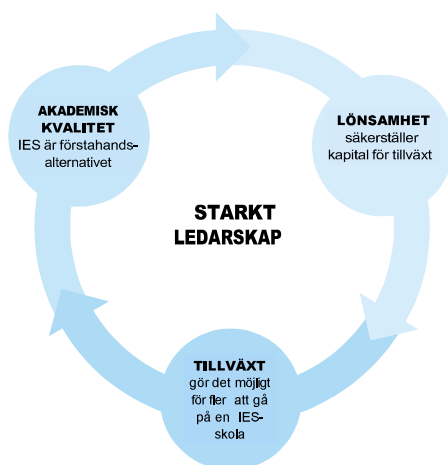 AKADEMISK
KVALITET
IES är förstahands-
alternativet
LÖNSAMHET
säkerställer
kapital för tillväxt
STARKT
LEDARSKAP
TILLVÄXT
gör det möjligt
för fler att gå
på en IES-
skola